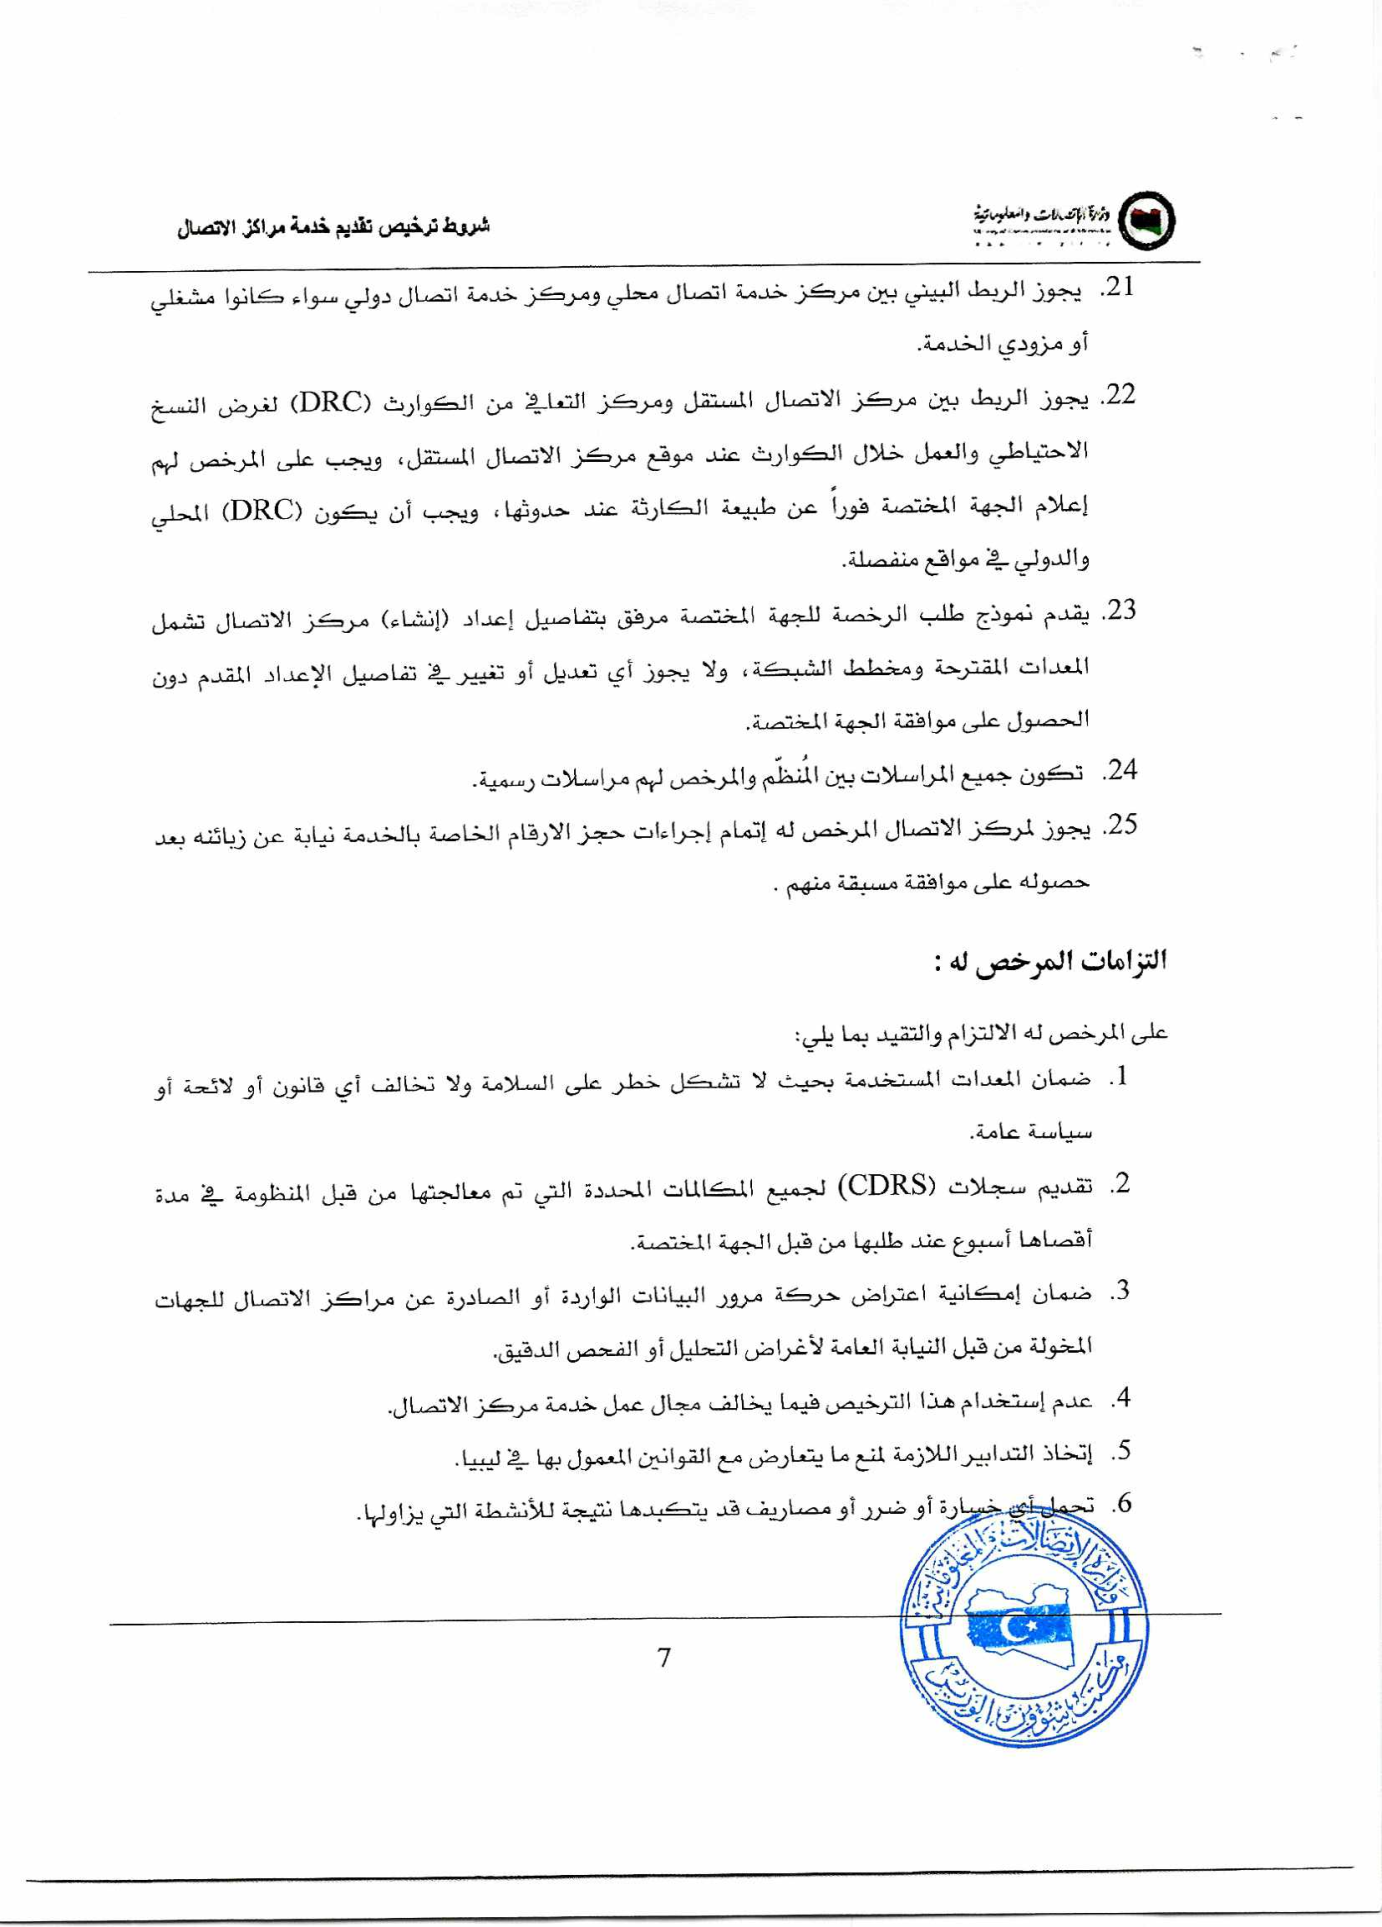 وزارة الاتصالات والمعلوماتية
شروط ترخيص تقديم خدمة مراكز الاتصال
21. يجوز الربط البيني بين مركز خدمة اتصال محلي ومركز خدمة اتصال دولي سواء كانوا مشغلي
أو مزودي الخدمة.
22. يجوز الربط بين مركز الاتصال المستقل ومركز التعافي من الكوارث (DRC) لغرض النسخ
الاحتياطي والعمل خلال الكوارث عند موقع مركز الاتصال المستقل، ويجب على المرخص لهم
إعلام الجهة المختصة فوراً عن طبيعة الكارثة عند حدوثها، ويجب أن يكون (DRC) المحلي
والدولي في مواقع منفصلة.
23. يقدم نموذج طلب الرخصة للجهة المختصة مرفق بتفاصيل إعداد (إنشاء) مركز الاتصال تشمل
المعدات المقترحة ومخطط الشبكة، ولا يجوز أي تعديل أو تغيير في تفاصيل الإعداد المقدم دون
الحصول على موافقة الجهة المختصة.
24. تكون جميع المراسلات بين المُنظّم والمرخص لهم مراسلات رسمية.
25. يجوز لمركز الاتصال المرخص له إتمام إجراءات حجز الارقام الخاصة بالخدمة نيابة عن زبائنه بعد
حصوله على موافقة مسبقة منهم .
التزامات المرخص له :
على المرخص له الالتزام والتقيد بما يلي:
1. ضمان المعدات المستخدمة بحيث لا تشكل خطر على السلامة ولا تخالف أي قانون أو لائحة أو
سياسة عامة.
2. تقديم سجلات (CDRS) لجميع المكالمات المحددة التي تم معالجتها من قبل المنظومة في مدة
أقصاها أسبوع عند طلبها من قبل الجهة المختصة.
3. ضمان إمكانية اعتراض حركة مرور البيانات الواردة أو الصادرة عن مراكز الاتصال للجهات
المخولة من قبل النيابة العامة لأغراض التحليل أو الفحص الدقيق.
4. عدم إستخدام هذا الترخيص فيما يخالف مجال عمل خدمة مركز الاتصال.
5. إتخاذ التدابير اللازمة لمنع ما يتعارض مع القوانين المعمول بها في ليبيا.
6. تحمل أي خسارة أو ضرر أو مصاريف قد يتكبدها نتيجة للأنشطة التي يزاولها.
وزارة الإتصالات والمعلوماتية
مكتب شؤون
7